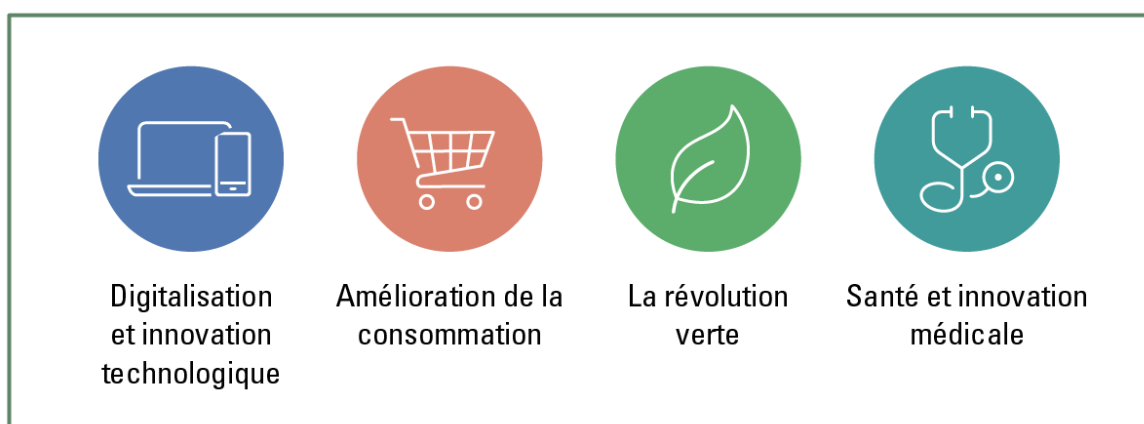 Digitalisation
et innovation
technologique
Amélioration de la
consommation
La révolution
verte
Santé et innovation
médicale